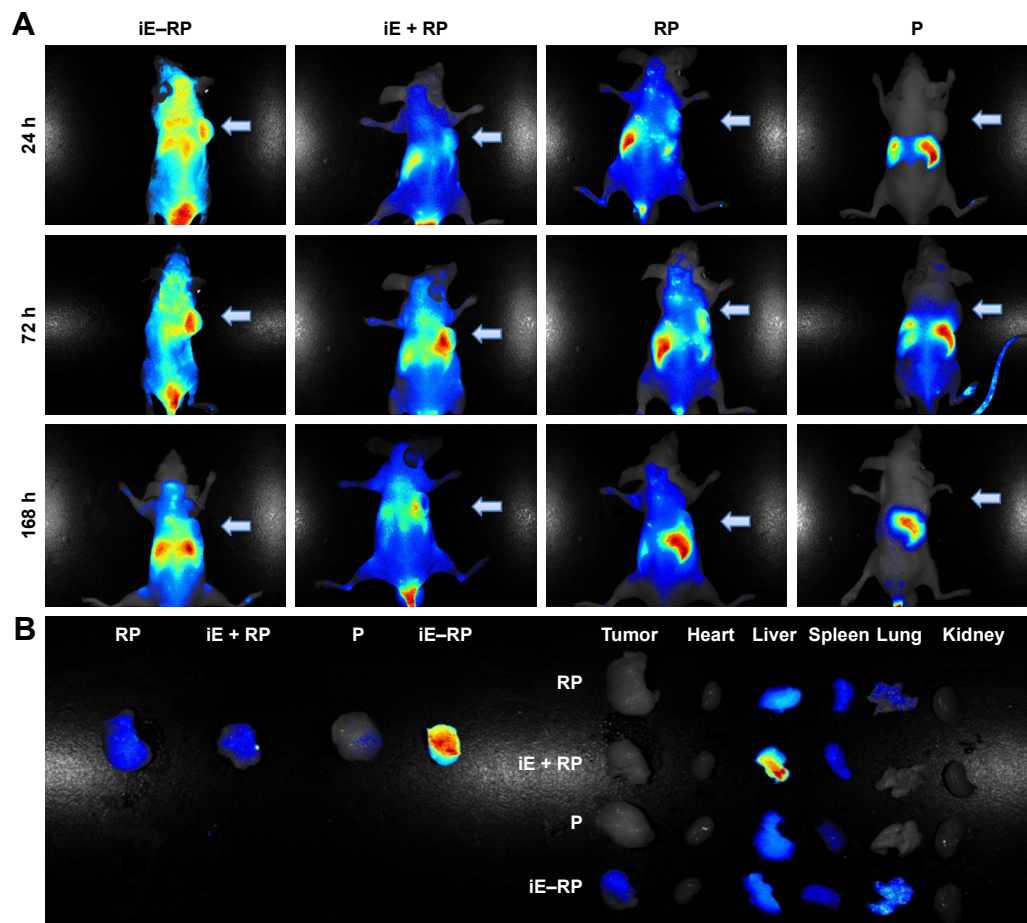 A
iE–RP iE + RP RP P
24 h
72 h
168 h
B
RP iE + RP P iE–RP Tumor Heart Liver Spleen Lung Kidney
RP
iE + RP
P
iE–RP